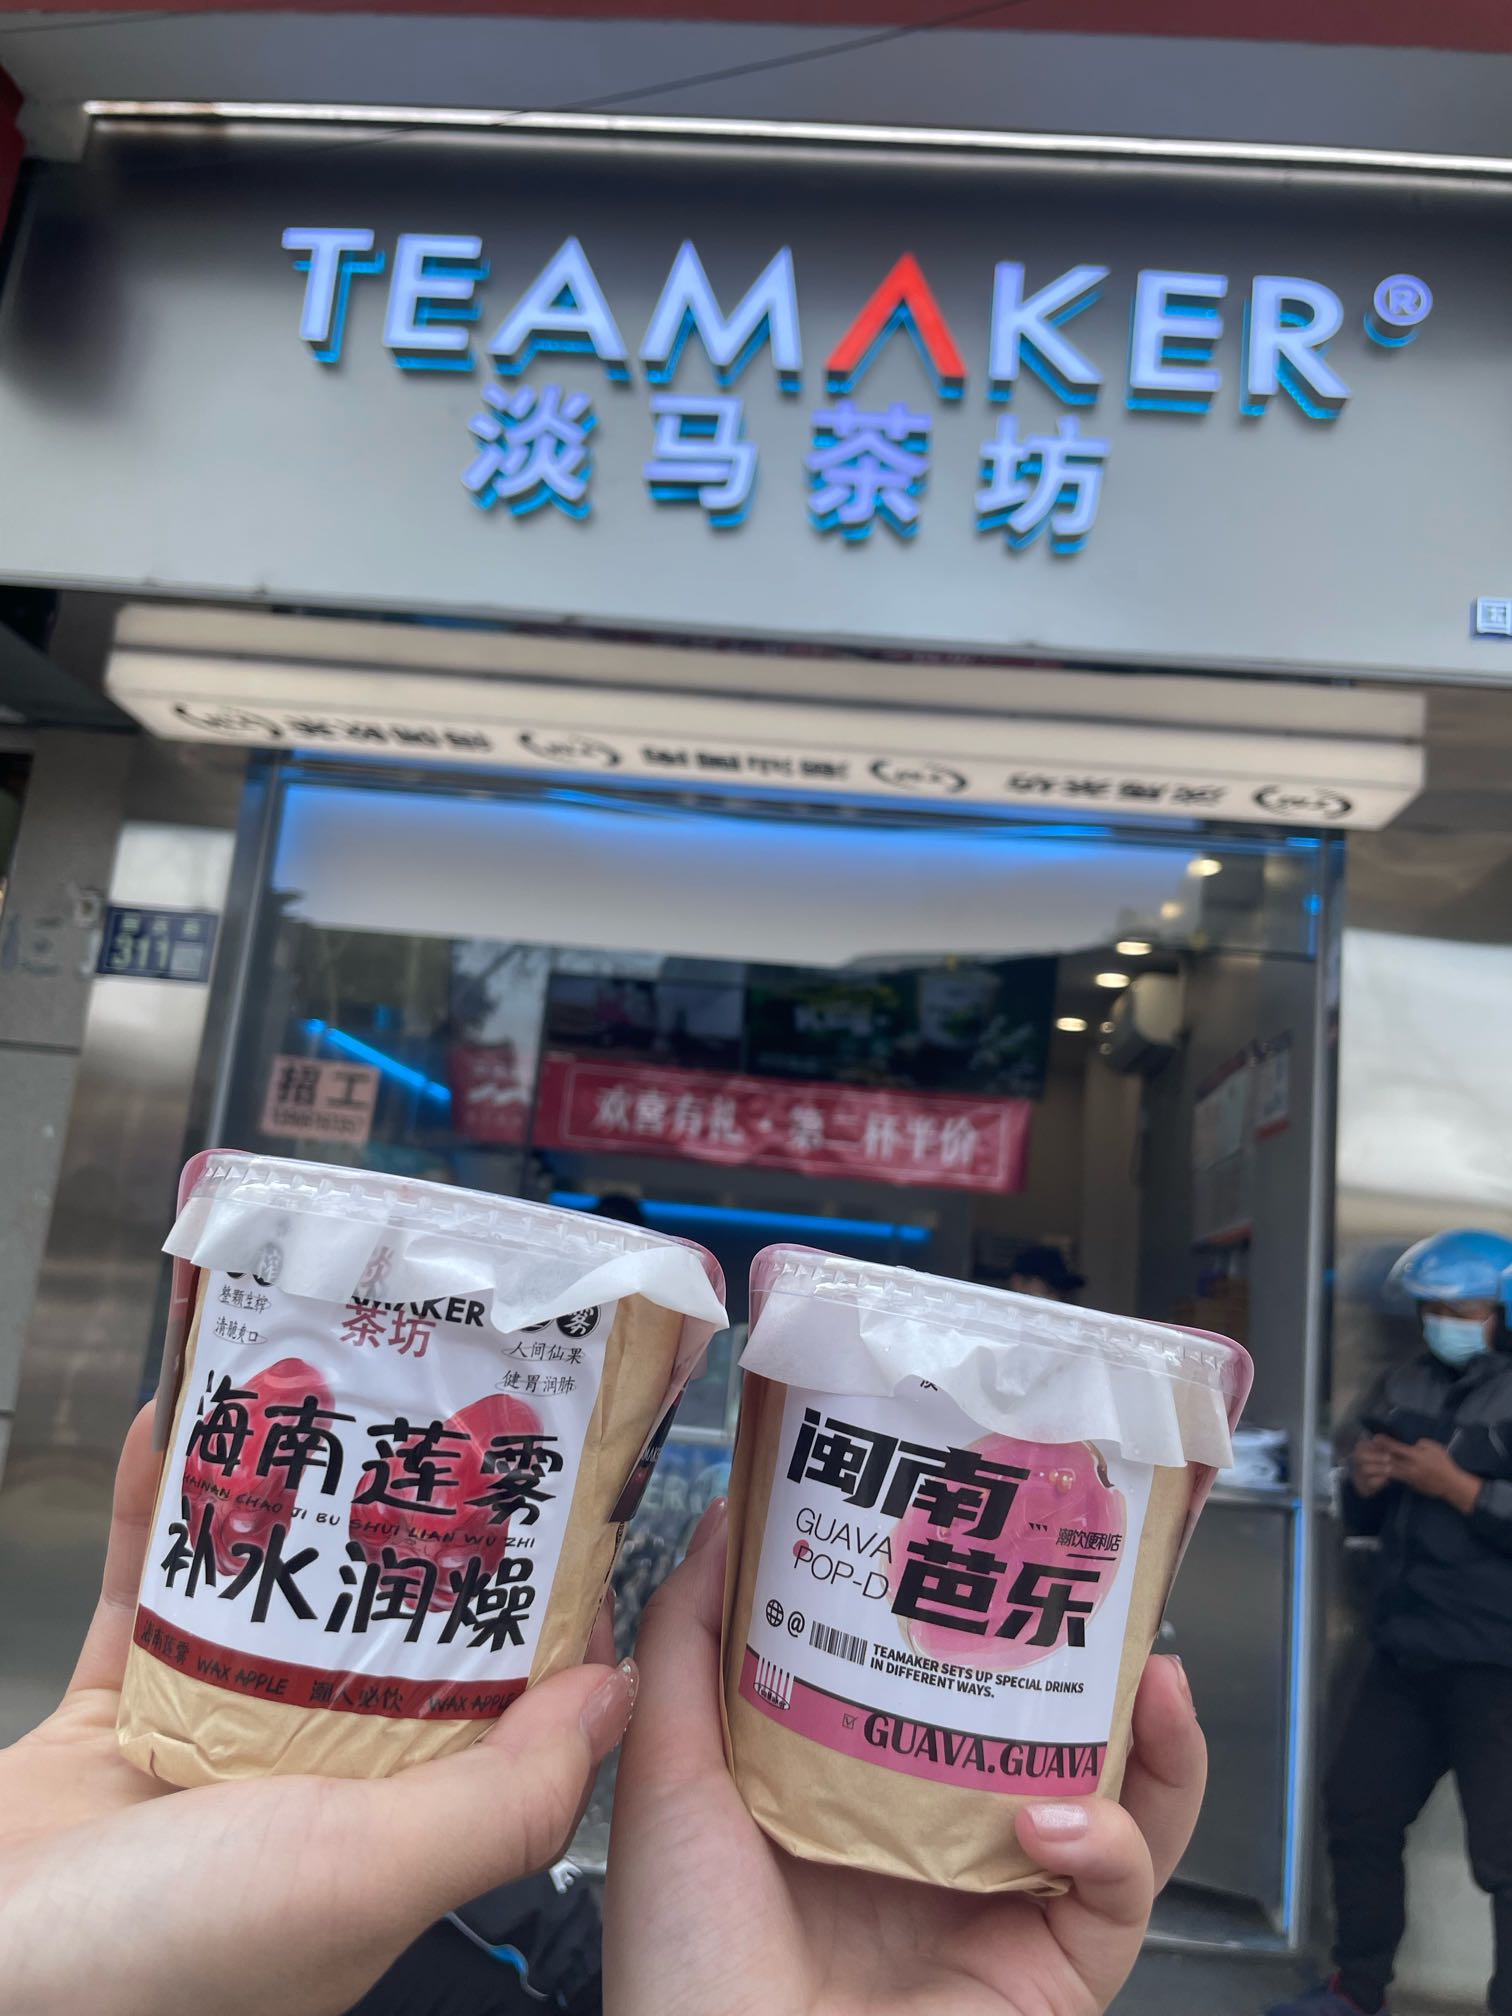 TEAMAKER®
淡马茶坊
国
311
招工
欢喜有礼·第二杯半价
整颗生榨
清脆爽口
淡
MAKER
茶坊
雾
人间仙果
健胃润肺
海南莲雾
HAINAN CHAO JI BU SHUI LIAN WU ZHI
补水润燥
海南莲雾 WAX APPLE 潮人必饮 WAX APPLE
闽南
GUAVA
POP-D
潮饮便利店
芭乐
@
TEAMAKER SETS UP SPECIAL DRINKS
IN DIFFERENT WAYS.
TeaMaker
GUAVA.GUAVA